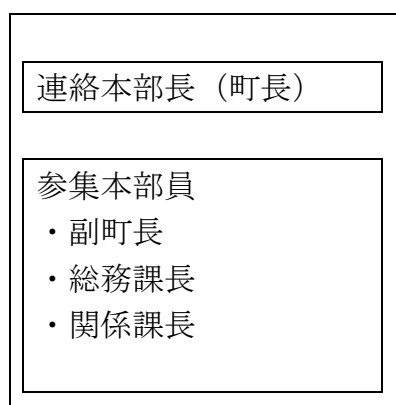 連絡本部長（町長）
参集本部員
・副町長
・総務課長
・関係課長